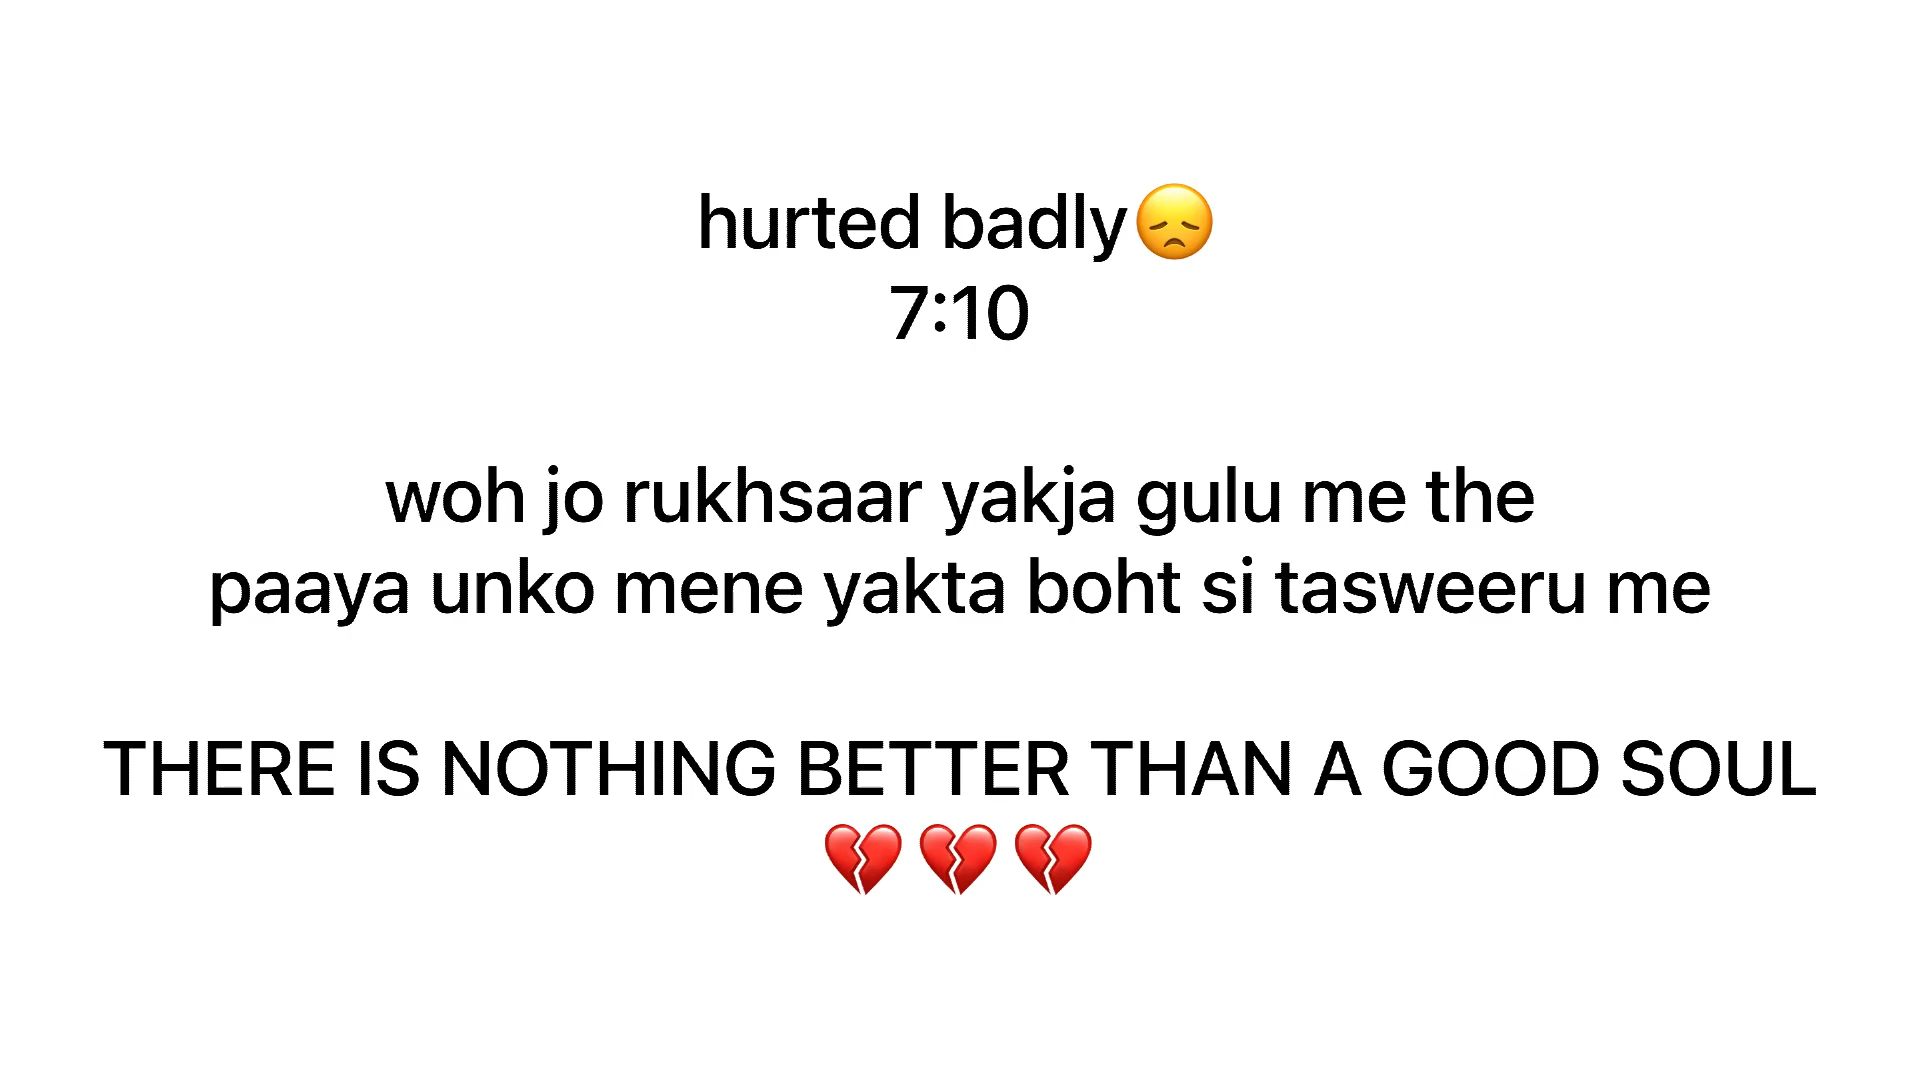 hurted badly😞
7:10
woh jo rukhsaar yakja gulu me the
paaya unko mene yakta boht si tasweeru me
THERE IS NOTHING BETTER THAN A GOOD SOUL
💔💔💔